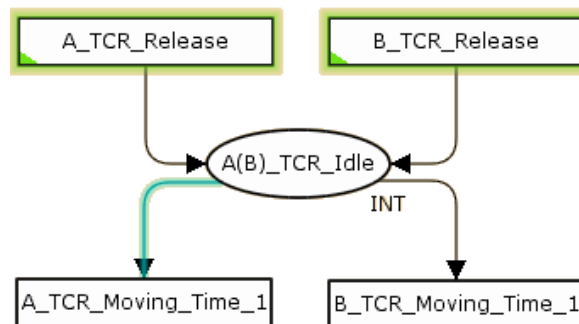 A_TCR_Release
B_TCR_Release
A(B)_TCR_Idle
INT
A_TCR_Moving_Time_1
B_TCR_Moving_Time_1